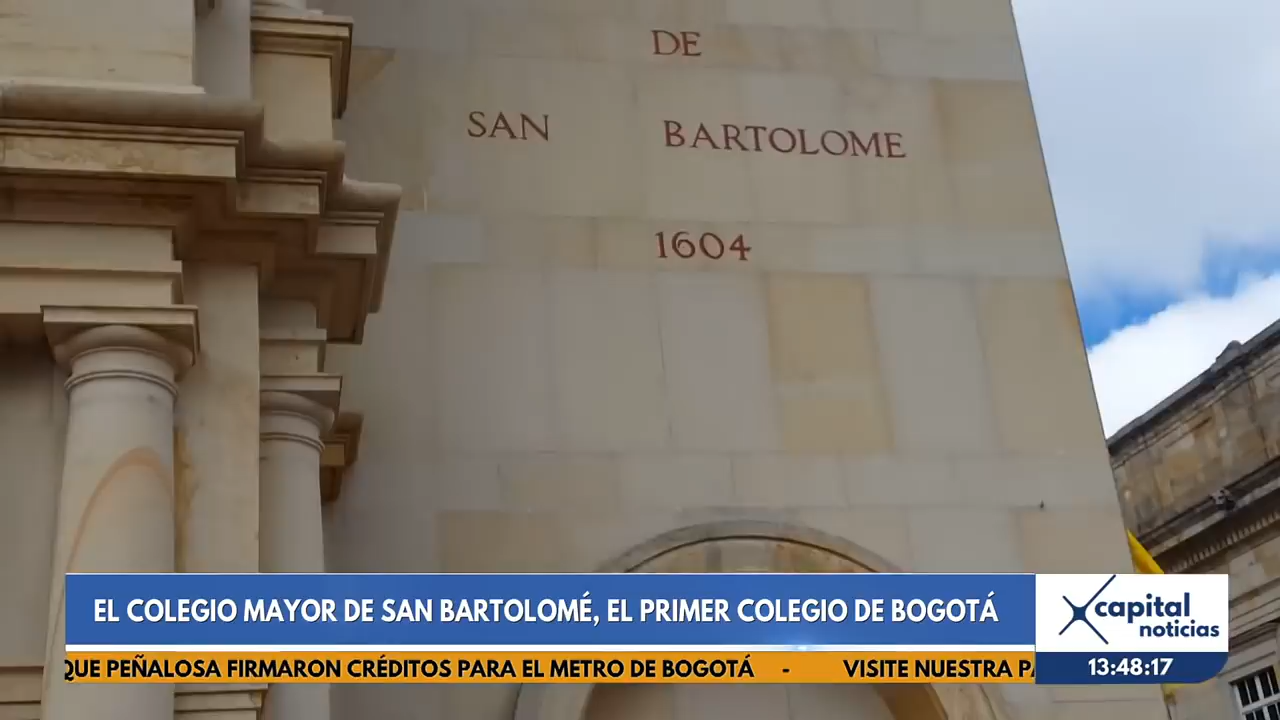 DE
SAN BARTOLOME
1604
EL COLEGIO MAYOR DE SAN BARTOLOMÉ, EL PRIMER COLEGIO DE BOGOTÁ
capital
noticias
QUE PEÑALOSA FIRMARON CRÉDITOS PARA EL METRO DE BOGOTÁ - VISITE NUESTRA
13:48:17